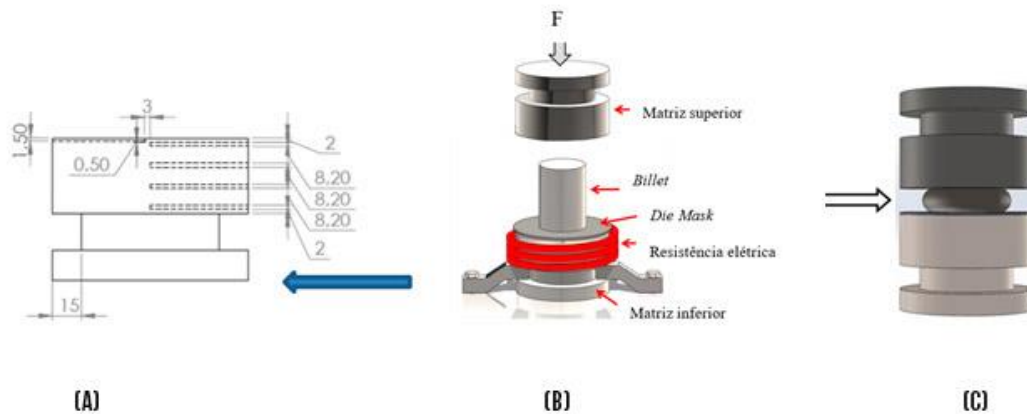 1.50
3
0.50
2
8.20
8.20
8.20
2
15
(A)
F
Matriz superior
Billet
Die Mask
Resistência elétrica
Matriz inferior
(B)
(C)